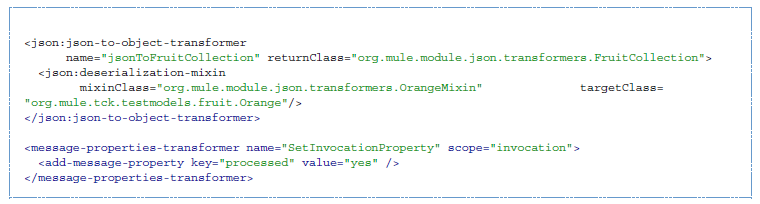 <json:json-to-object-transformer
name="jsonToFruitCollection" returnClass="org.mule.module.json.transformers.FruitCollection">
<json:deserialization-mixin
mixinClass="org.mule.module.json.transformers.OrangeMixin" targetClass=
"org.mule.tck.testmodels.fruit.Orange"/>
</json:json-to-object-transformer>
<message-properties-transformer name="SetInvocationProperty" scope="invocation">
<add-message-property key="processed" value="yes" />
</message-properties-transformer>